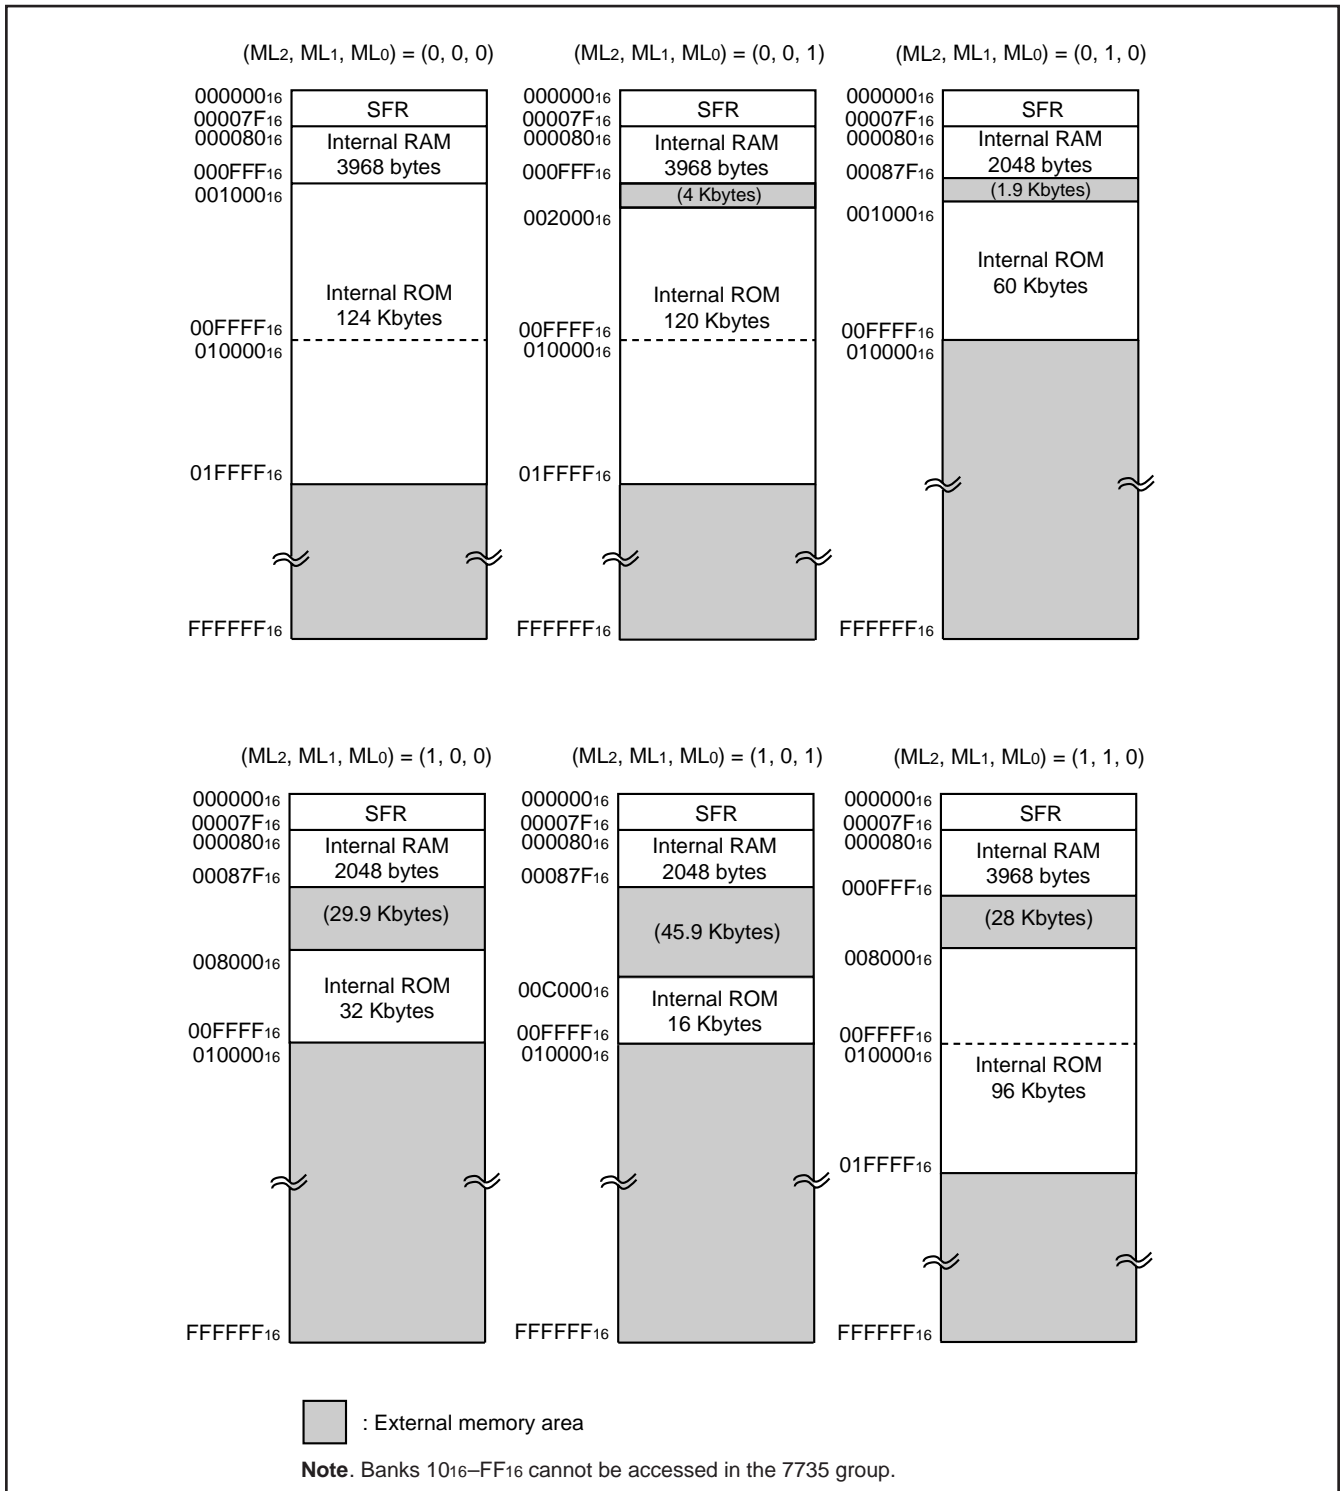 (ML2, ML1, ML0) = (0, 0, 0)
00000016
00007F16
00008016
000FFF16
00100016
00FFFF16
01000016
01FFFF16
FFFFFF16
SFR
Internal RAM
3968 bytes
Internal ROM
124 Kbytes
(ML2, ML1, ML0) = (0, 0, 1)
00000016
00007F16
00008016
000FFF16
00200016
00FFFF16
01000016
01FFFF16
FFFFFF16
SFR
Internal RAM
3968 bytes
(4 Kbytes)
Internal ROM
120 Kbytes
(ML2, ML1, ML0) = (0, 1, 0)
00000016
00007F16
00008016
00087F16
00100016
00FFFF16
01000016
FFFFFF16
SFR
Internal RAM
2048 bytes
(1.9 Kbytes)
Internal ROM
60 Kbytes
(ML2, ML1, ML0) = (1, 0, 0)
00000016
00007F16
00008016
00087F16
00800016
00FFFF16
01000016
FFFFFF16
SFR
Internal RAM
2048 bytes
(29.9 Kbytes)
Internal ROM
32 Kbytes
(ML2, ML1, ML0) = (1, 0, 1)
00000016
00007F16
00008016
00087F16
00C00016
00FFFF16
01000016
FFFFFF16
SFR
Internal RAM
2048 bytes
(45.9 Kbytes)
Internal ROM
16 Kbytes
(ML2, ML1, ML0) = (1, 1, 0)
00000016
00007F16
00008016
000FFF16
00800016
00FFFF16
01000016
01FFFF16
FFFFFF16
SFR
Internal RAM
3968 bytes
(28 Kbytes)
Internal ROM
96 Kbytes
: External memory area
Note. Banks 1016–FF16 cannot be accessed in the 7735 group.